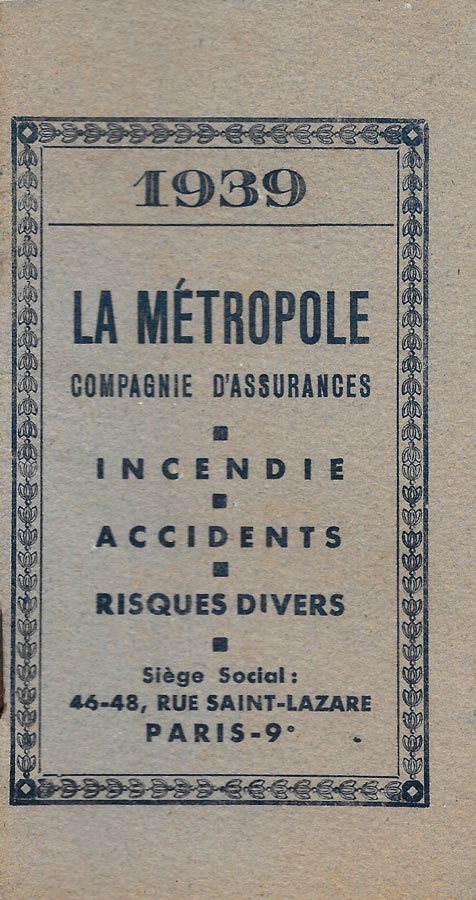 1939
LA MÉTROPOLE
COMPAGNIE D'ASSURANCES
INCENDIE
ACCIDENTS
RISQUES DIVERS
Siège Social :
46-48, RUE SAINT-LAZARE
PARIS-9°